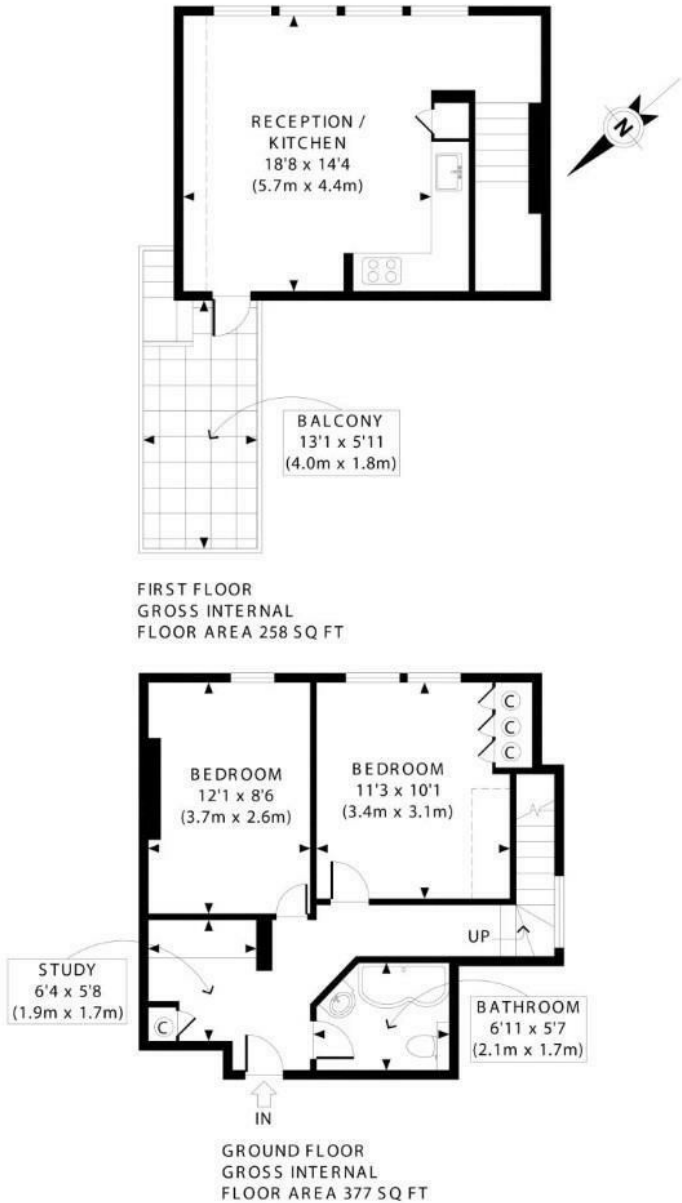 RECEPTION /
KITCHEN
18'8 x 14'4
(5.7m x 4.4m)
N
BALCONY
13'1 x 5'11
(4.0m x 1.8m)
FIRST FLOOR
GROSS INTERNAL
FLOOR AREA 258 SQ FT
BEDROOM
12'1 x 8'6
(3.7m x 2.6m)
BEDROOM
11'3 x 10'1
(3.4m x 3.1m)
C
C
C
UP
STUDY
6'4 x 5'8
(1.9m x 1.7m)
C
BATHROOM
6'11 x 5'7
(2.1m x 1.7m)
IN
GROUND FLOOR
GROSS INTERNAL
FLOOR AREA 377 SQ FT